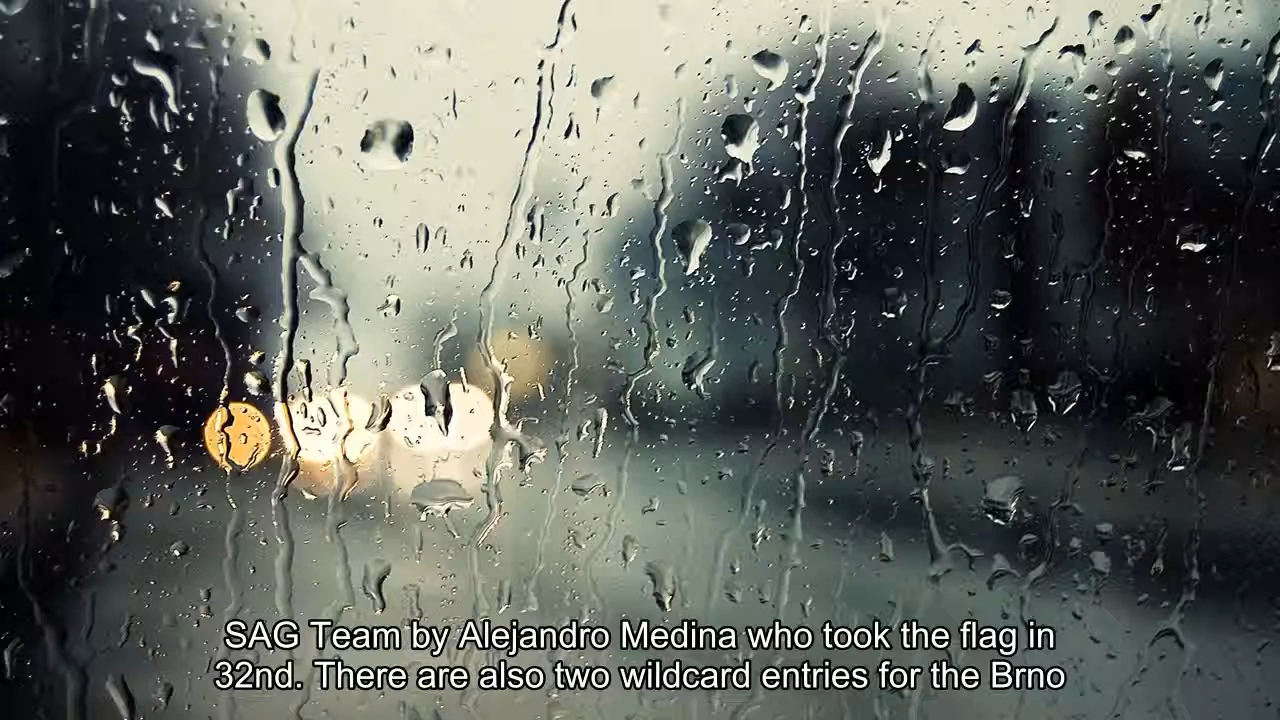 SAG Team by Alejandro Medina who took the flag in
32nd. There are also two wildcard entries for the Brno